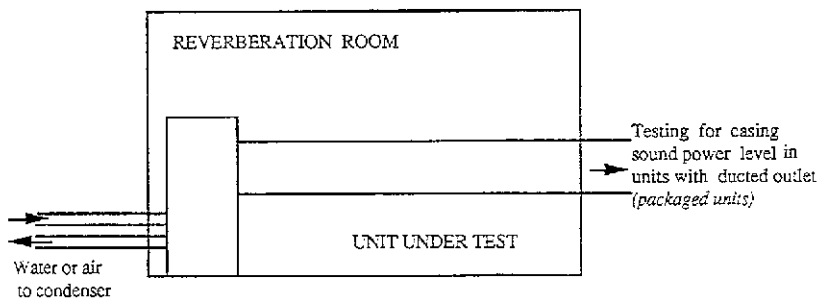 REVERBERATION ROOM
Testing for casing
sound power level in
units with ducted outlet
(packaged units)
UNIT UNDER TEST
Water or air
to condenser